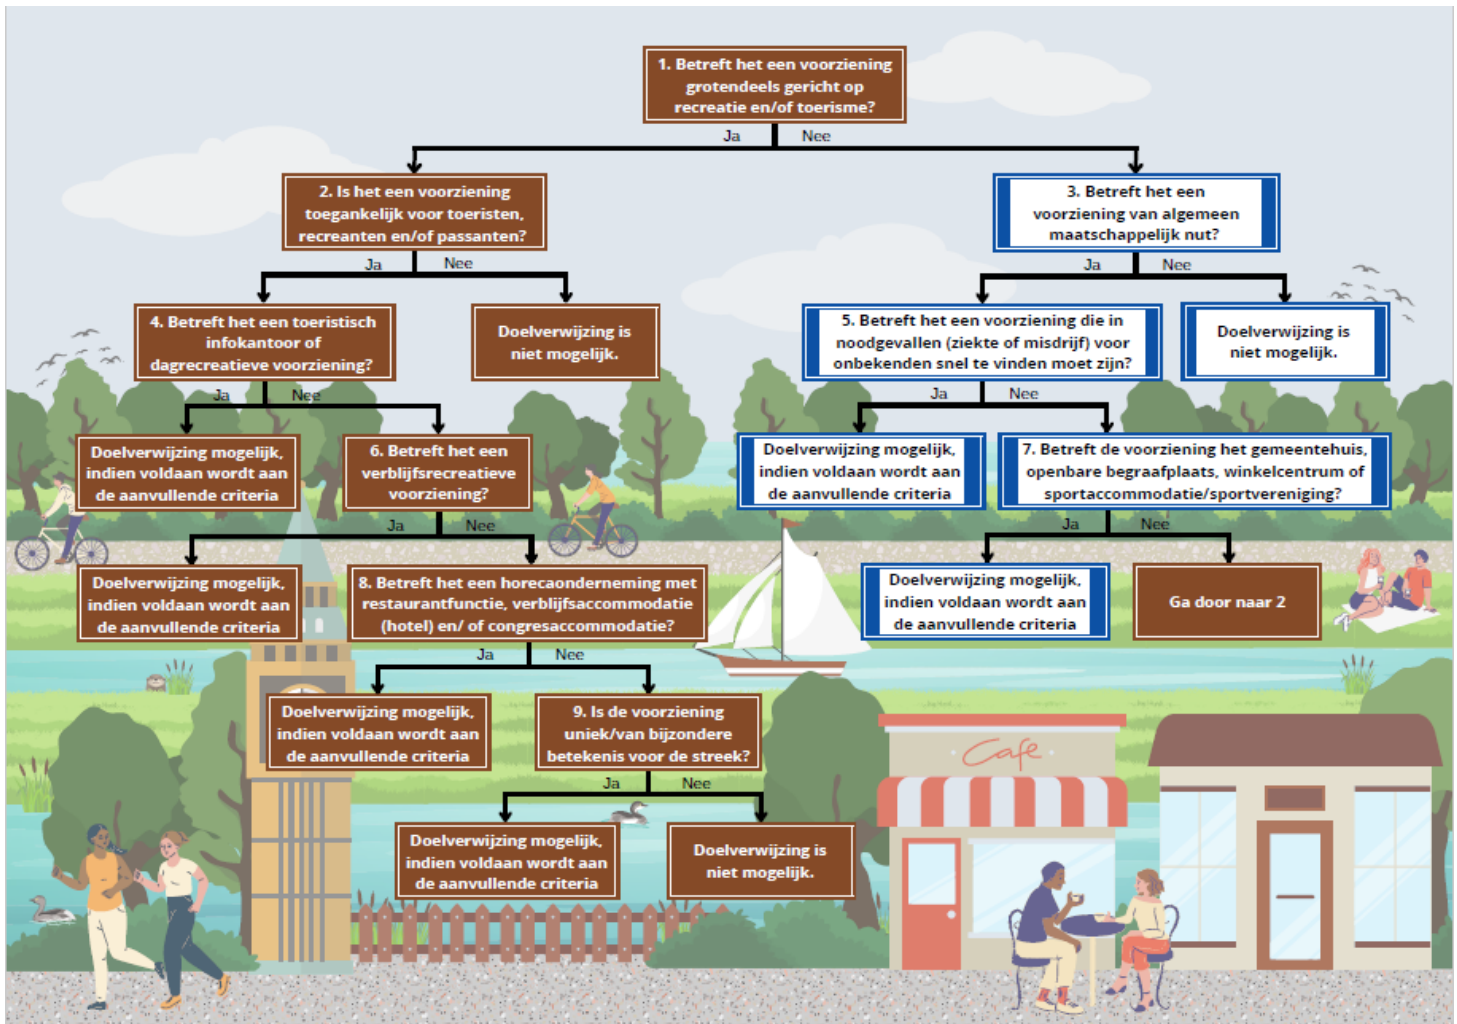 1. Betreft het een voorziening
grotendeels gericht op
recreatie en/of toerisme?
Ja
Nee
2. Is het een voorziening
toegankelijk voor toeristen,
recreanten en/of passanten?
3. Betreft het een
voorziening van algemeen
maatschappelijk nut?
Ja
Nee
Ja
Nee
4. Betreft het een toeristisch
infokantoor of
dagrecreatieve voorziening?
Doelverwijzing is
niet mogelijk.
5. Betreft het een voorziening die in
noodgevallen (ziekte of misdrijf) voor
onbekenden snel te vinden moet zijn?
Doelverwijzing is
niet mogelijk.
Ja
Nee
Ja
Nee
Doelverwijzing mogelijk,
indien voldaan wordt aan
de aanvullende criteria
6. Betreft het een
verblijfsrecreatieve
voorziening?
Doelverwijzing mogelijk,
indien voldaan wordt aan
de aanvullende criteria
7. Betreft de voorziening het gemeentehuis,
openbare begraafplaats, winkelcentrum of
sportaccommodatie/sportvereniging?
Ja
Nee
Ja
Nee
Doelverwijzing mogelijk,
indien voldaan wordt aan
de aanvullende criteria
8. Betreft het een horecaonderneming met
restaurantfunctie, verblijfsaccommodatie
(hotel) en/ of congresaccommodatie?
Doelverwijzing mogelijk,
indien voldaan wordt aan
de aanvullende criteria
Ga door naar 2
Ja
Nee
Doelverwijzing mogelijk,
indien voldaan wordt aan
de aanvullende criteria
9. Is de voorziening
uniek/van bijzondere
betekenis voor de streek?
Cafe
Ja
Nee
Doelverwijzing mogelijk,
indien voldaan wordt aan
de aanvullende criteria
Doelverwijzing is
niet mogelijk.